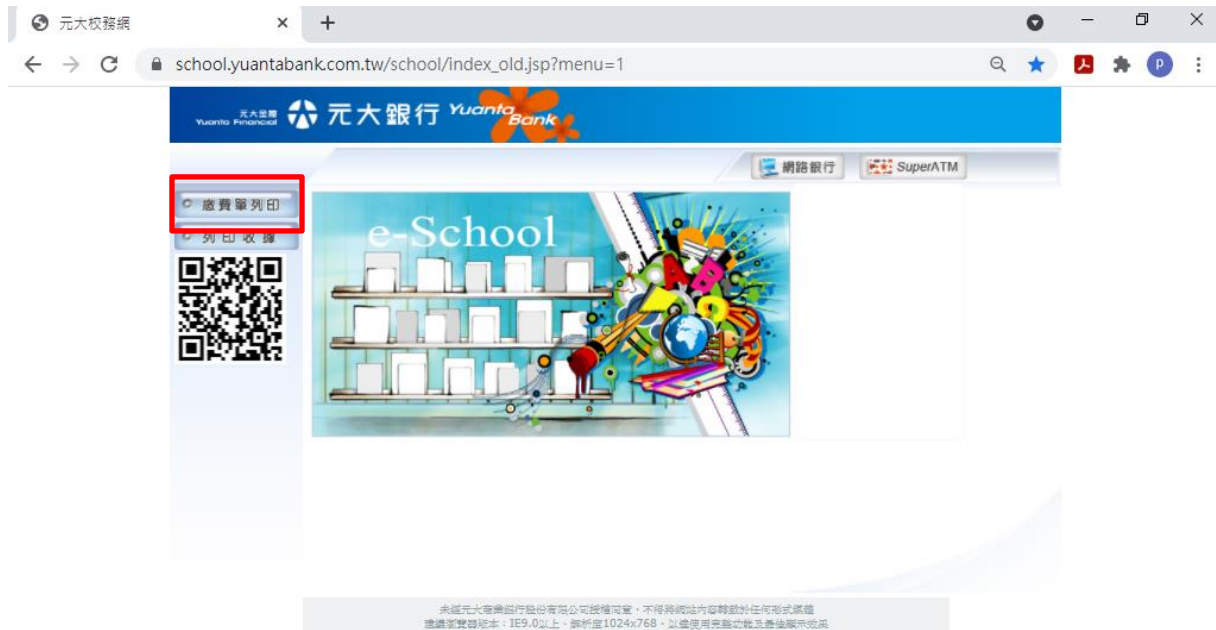 元大校務網
school.yuantabank.com.tw/school/index_old.jsp?menu=1
P
元大金控
Yuanta Financial
元大銀行 Yuanta Bank
網路銀行 SuperATM
繳費單列印
列印收據
e-School
A B S
未經元大商業銀行股份有限公司授權同意，不得將網站內容轉載於任何形式媒體
建議瀏覽器版本：IE9.0以上，解析度1024x768，以達使用完整功能及最佳顯示效果